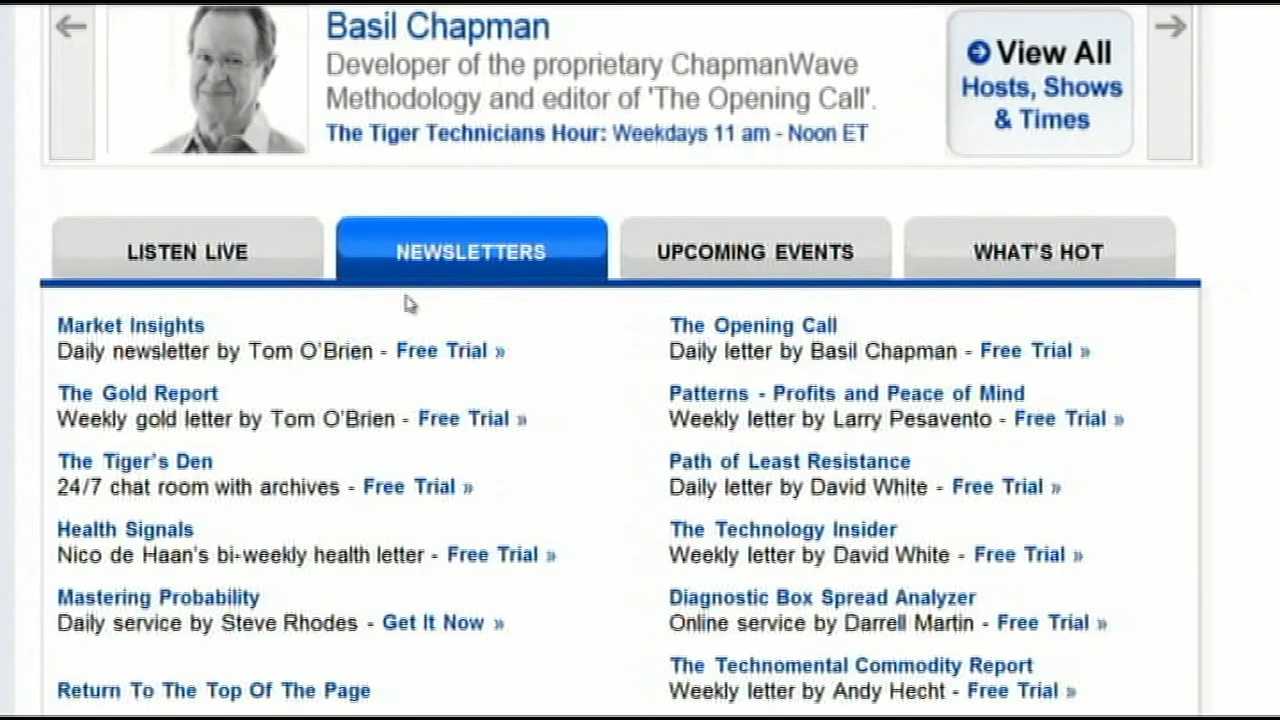 Basil Chapman
Developer of the proprietary ChapmanWave
Methodology and editor of 'The Opening Call'.
The Tiger Technicians Hour: Weekdays 11 am - Noon ET
View All
Hosts, Shows
& Times
LISTEN LIVE
NEWSLETTERS
UPCOMING EVENTS
WHAT'S HOT
Market Insights
Daily newsletter by Tom O'Brien - Free Trial »
The Gold Report
Weekly gold letter by Tom O'Brien - Free Trial »
The Tiger's Den
24/7 chat room with archives - Free Trial »
Health Signals
Nico de Haan's bi-weekly health letter - Free Trial »
Mastering Probability
Daily service by Steve Rhodes - Get It Now »
Return To The Top Of The Page
The Opening Call
Daily letter by Basil Chapman - Free Trial »
Patterns - Profits and Peace of Mind
Weekly letter by Larry Pesavento - Free Trial »
Path of Least Resistance
Daily letter by David White - Free Trial »
The Technology Insider
Weekly letter by David White - Free Trial »
Diagnostic Box Spread Analyzer
Online service by Darrell Martin - Free Trial »
The Technomental Commodity Report
Weekly letter by Andy Hecht - Free Trial »